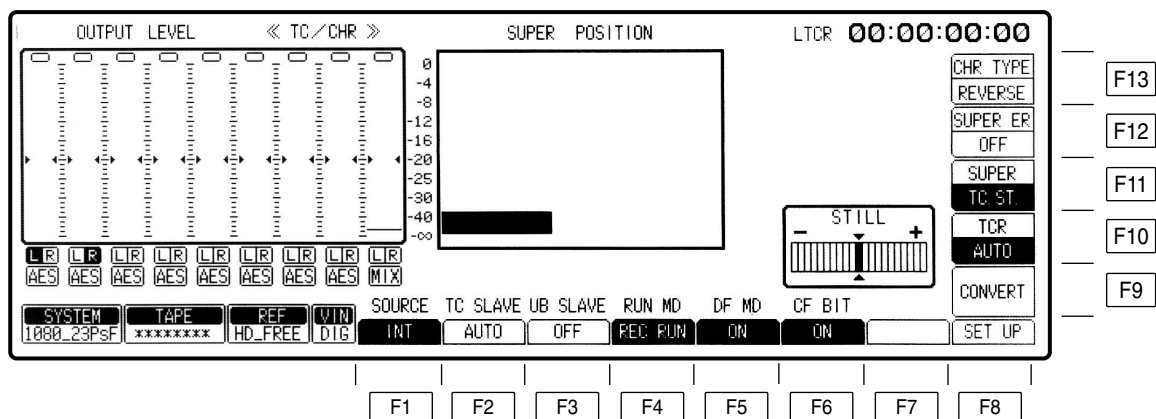 OUTPUT LEVEL ≪ TC/CHR ≫ SUPER POSITION LTCR 00:00:00:00
0
-4
-8
-12
-16
-20
-25
-30
-40
-∞
CHR TYPE
REVERSE
F13
SUPER ER
OFF
F12
SUPER
TC.ST.
F11
TCR
AUTO
F10
CONVERT
F9
STILL
- +
L R L R L R L R L R L R L R L R L R
AES AES AES AES AES AES AES AES MIX
SYSTEM TAPE REF VIN
1080_23PsF ******** HD_FREE DIG
SOURCE TC SLAVE UB SLAVE RUN MD DF MD CF BIT
INT AUTO OFF REC RUN ON ON SET UP
F1 F2 F3 F4 F5 F6 F7 F8